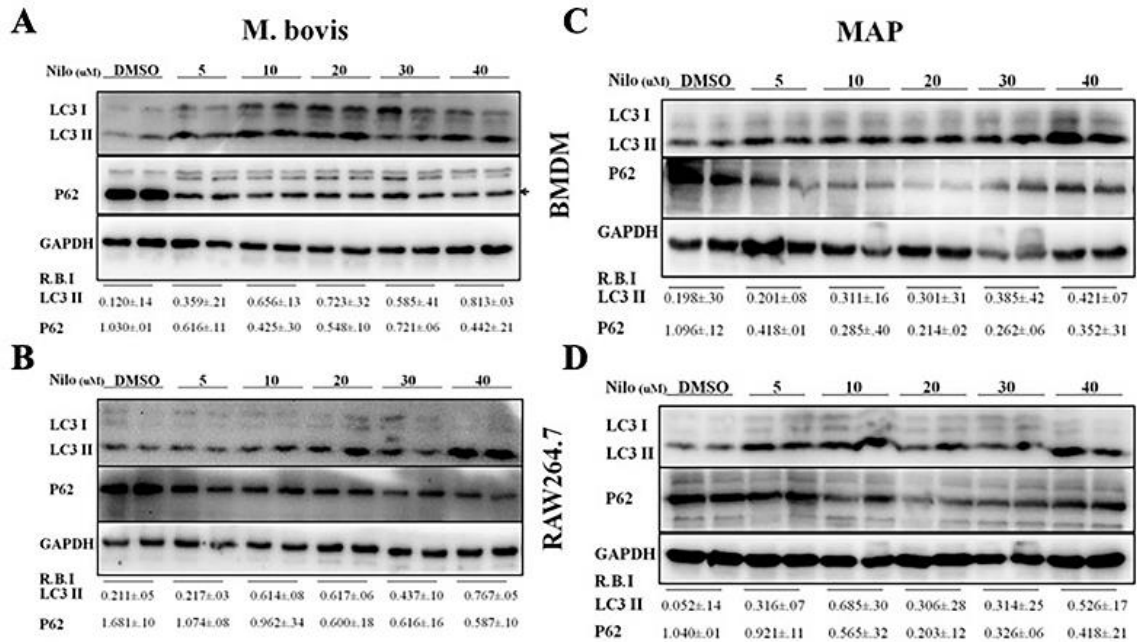 A
M. bovis
Nilo (uM) DMSO 5 10 20 30 40
LC3 I
LC3 II
P62
GAPDH
R.B.I
LC3 II 0.120±.14 0.359±.21 0.656±.13 0.723±.32 0.585±.41 0.813±.03
P62 1.030±.01 0.616±.11 0.425±.30 0.548±.10 0.721±.06 0.442±.21
B
Nilo (uM) DMSO 5 10 20 30 40
LC3 I
LC3 II
P62
GAPDH
R.B.I
LC3 II 0.211±.05 0.217±.03 0.614±.08 0.617±.06 0.437±.10 0.767±.05
P62 1.681±.10 1.074±.08 0.962±.34 0.600±.18 0.616±.16 0.587±.10
BMDM
RAW264.7
C
MAP
Nilo (uM) DMSO 5 10 20 30 40
LC3 I
LC3 II
P62
GAPDH
R.B.I
LC3 II 0.198±.30 0.201±.08 0.311±.16 0.301±.31 0.385±.42 0.421±.07
P62 1.096±.12 0.418±.01 0.285±.40 0.214±.02 0.262±.06 0.352±.31
D
Nilo (uM) DMSO 5 10 20 30 40
LC3 I
LC3 II
P62
GAPDH
R.B.I
LC3 II 0.052±.14 0.316±.07 0.685±.30 0.306±.28 0.314±.25 0.526±.17
P62 1.040±.01 0.921±.11 0.565±.32 0.203±.12 0.326±.06 0.418±.21